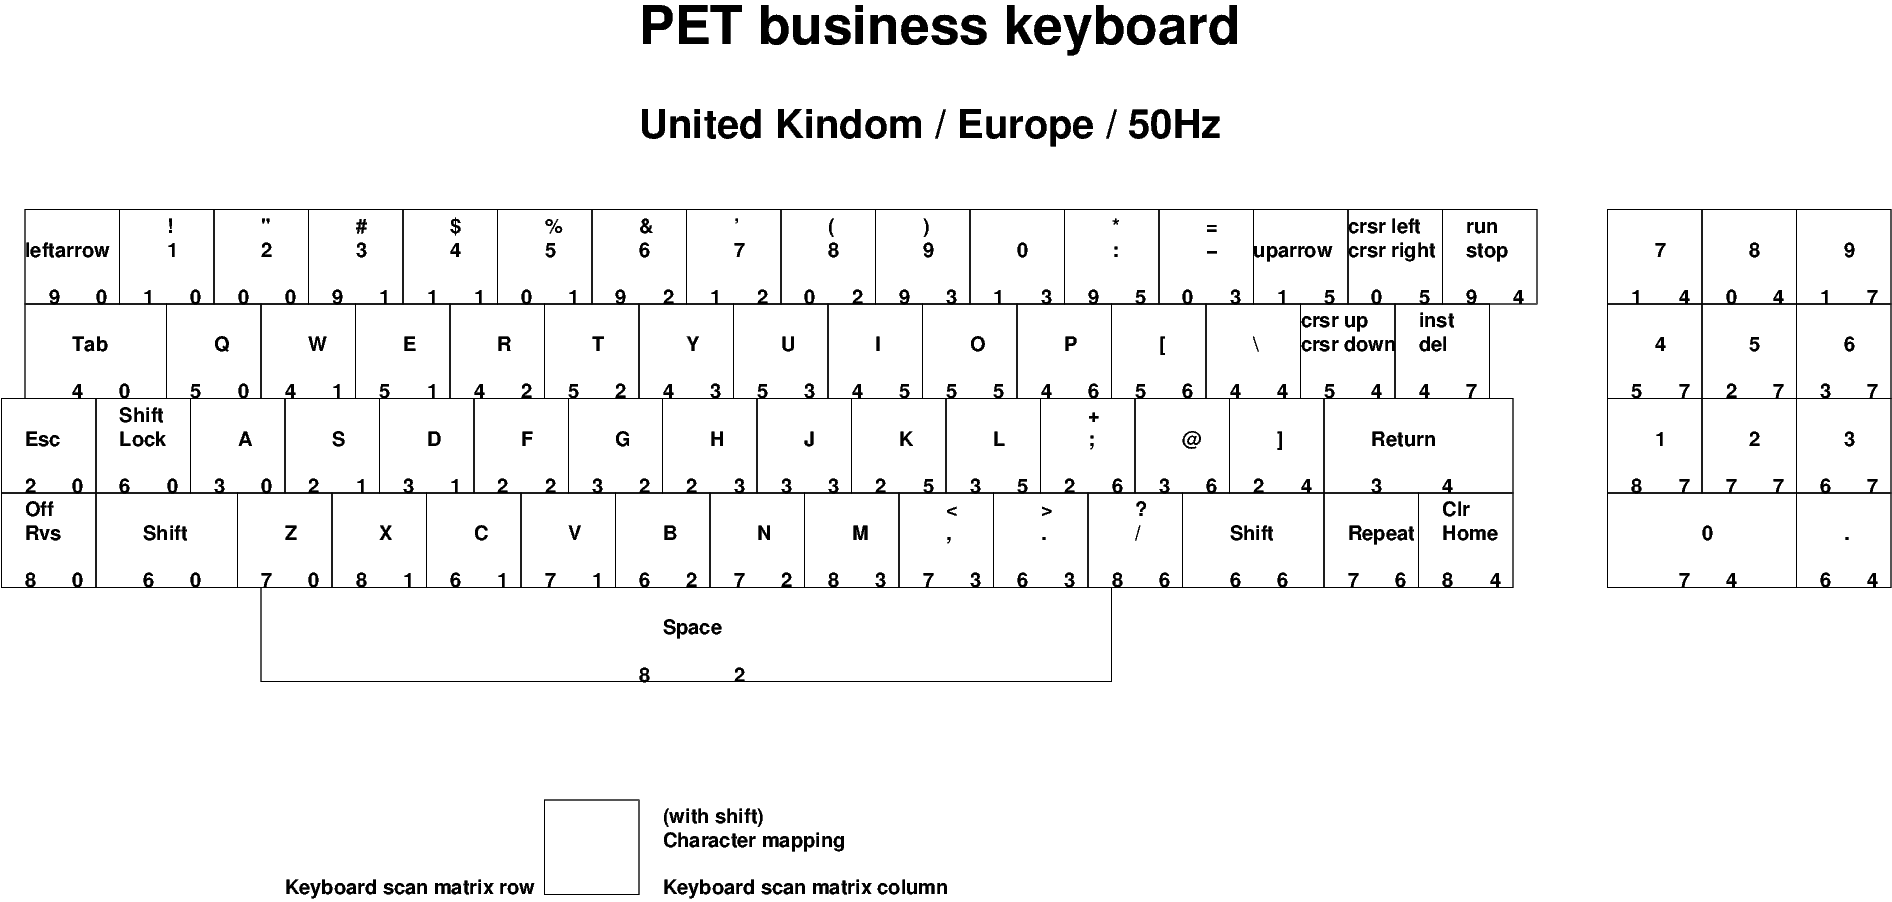 PET business keyboard
United Kindom / Europe / 50Hz
! " # $ % & ' ( ) * = crsr left run
leftarrow 1 2 3 4 5 6 7 8 9 0 : – uparrow crsr right stop 7 8 9
9 0 1 0 0 0 9 1 1 1 0 1 9 2 1 2 0 2 9 3 1 3 9 5 0 3 1 5 0 5 9 4 1 4 0 4 1 7
crsr up inst
Tab Q W E R T Y U I O P [ \ crsr down del 4 5 6
4 0 5 0 4 1 5 1 4 2 5 2 4 3 5 3 4 5 5 5 4 6 5 6 4 4 5 4 4 7 5 7 2 7 3 7
Shift +
Esc Lock A S D F G H J K L ; @ ] Return 1 2 3
2 0 6 0 3 0 2 1 3 1 2 2 3 2 2 3 3 3 2 5 3 5 2 6 3 6 2 4 3 4 8 7 7 7 6 7
Off < > ? Clr
Rvs Shift Z X C V B N M , . / Shift Repeat Home 0 .
8 0 6 0 7 0 8 1 6 1 7 1 6 2 7 2 8 3 7 3 6 3 8 6 6 6 7 6 8 4 7 4 6 4
Space
8 2
(with shift)
Character mapping
Keyboard scan matrix row Keyboard scan matrix column